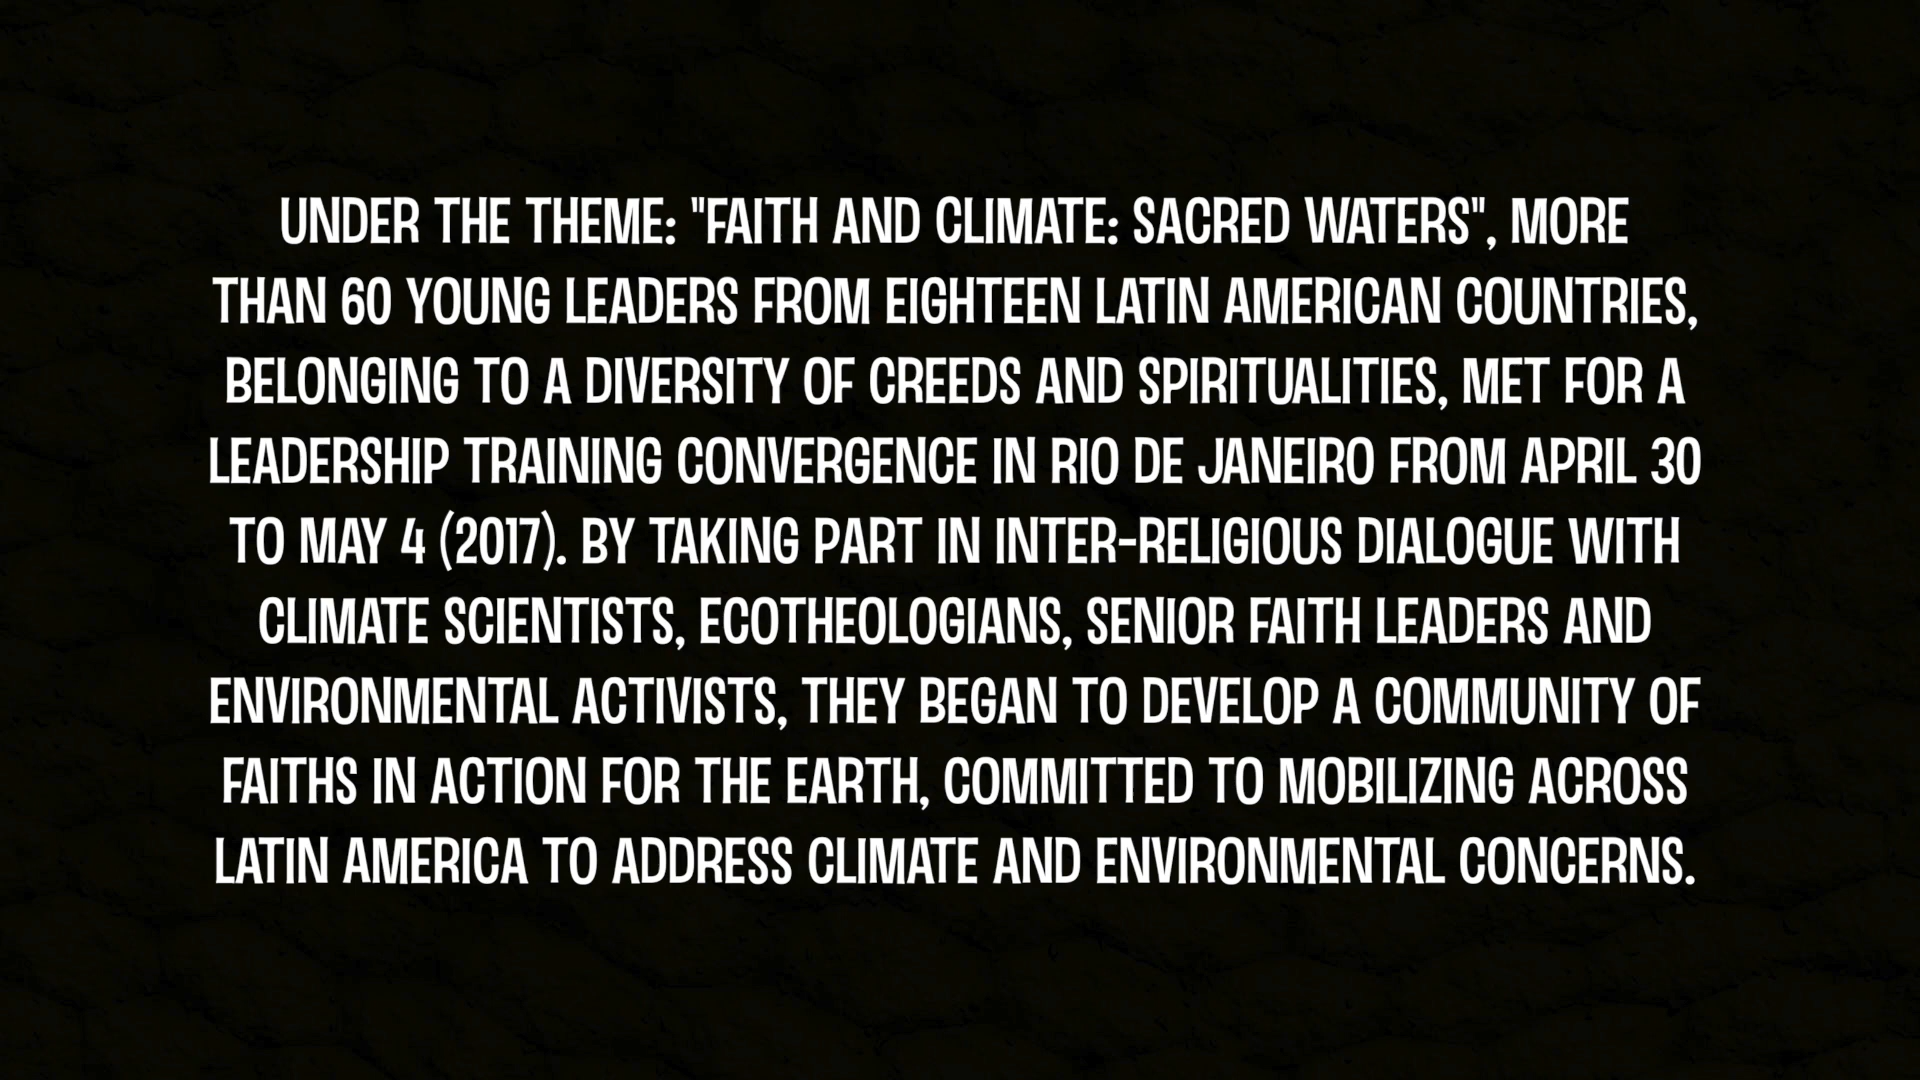 UNDER THE THEME: "FAITH AND CLIMATE: SACRED WATERS", MORE
THAN 60 YOUNG LEADERS FROM EIGHTEEN LATIN AMERICAN COUNTRIES,
BELONGING TO A DIVERSITY OF CREEDS AND SPIRITUALITIES, MET FOR A
LEADERSHIP TRAINING CONVERGENCE IN RIO DE JANEIRO FROM APRIL 30
TO MAY 4 (2017). BY TAKING PART IN INTER-RELIGIOUS DIALOGUE WITH
CLIMATE SCIENTISTS, ECOTHEOLOGIANS, SENIOR FAITH LEADERS AND
ENVIRONMENTAL ACTIVISTS, THEY BEGAN TO DEVELOP A COMMUNITY OF
FAITHS IN ACTION FOR THE EARTH, COMMITTED TO MOBILIZING ACROSS
LATIN AMERICA TO ADDRESS CLIMATE AND ENVIRONMENTAL CONCERNS.